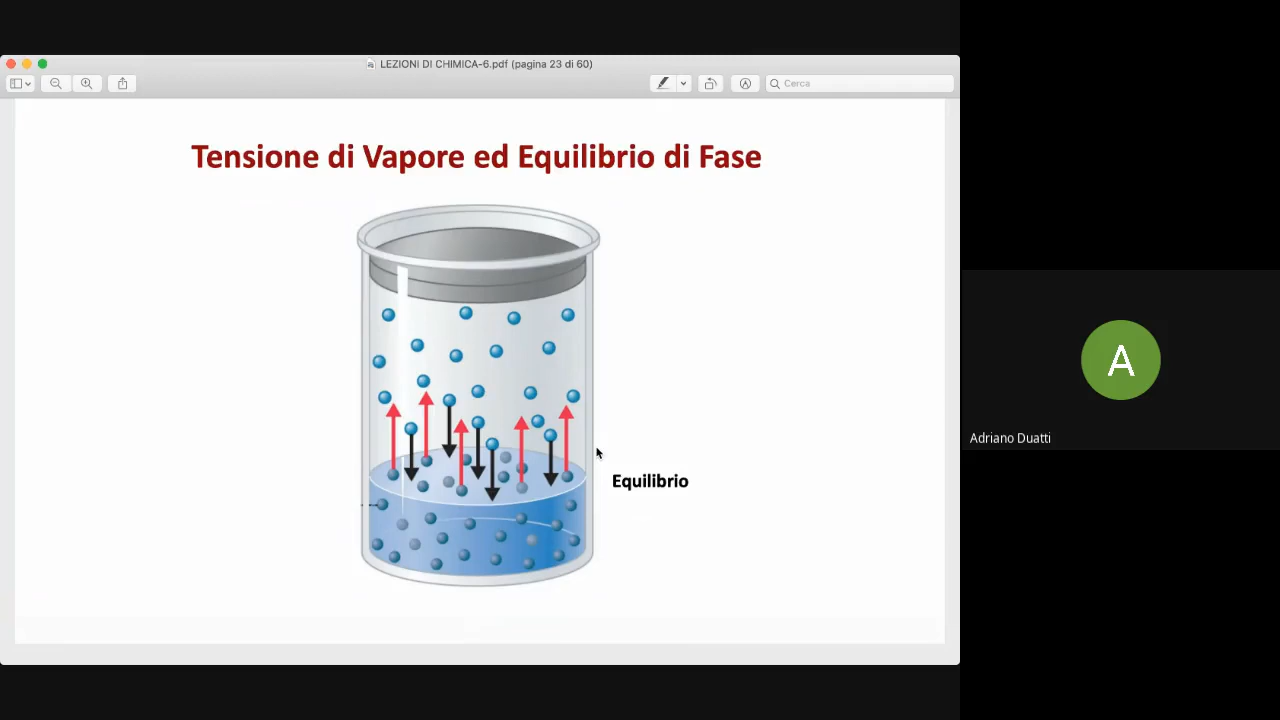 LEZIONI DI CHIMICA-6.pdf (pagina 23 di 60)
Cerca
Tensione di Vapore ed Equilibrio di Fase
Equilibrio
A
Adriano Duatti